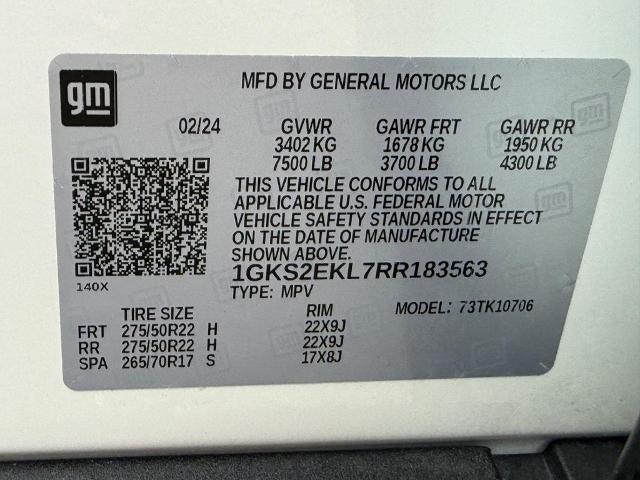 gm
MFD BY GENERAL MOTORS LLC
02/24 GVWR GAWR FRT GAWR RR
3402 KG 1678 KG 1950 KG
7500 LB 3700 LB 4300 LB
THIS VEHICLE CONFORMS TO ALL
APPLICABLE U.S. FEDERAL MOTOR
VEHICLE SAFETY STANDARDS IN EFFECT
ON THE DATE OF MANUFACTURE
SHOWN ABOVE.
140X
1GKS2EKL7RR183563
TYPE: MPV MODEL: 73TK10706
TIRE SIZE RIM
FRT 275/50R22 H 22X9J
RR 275/50R22 H 22X9J
SPA 265/70R17 S 17X8J